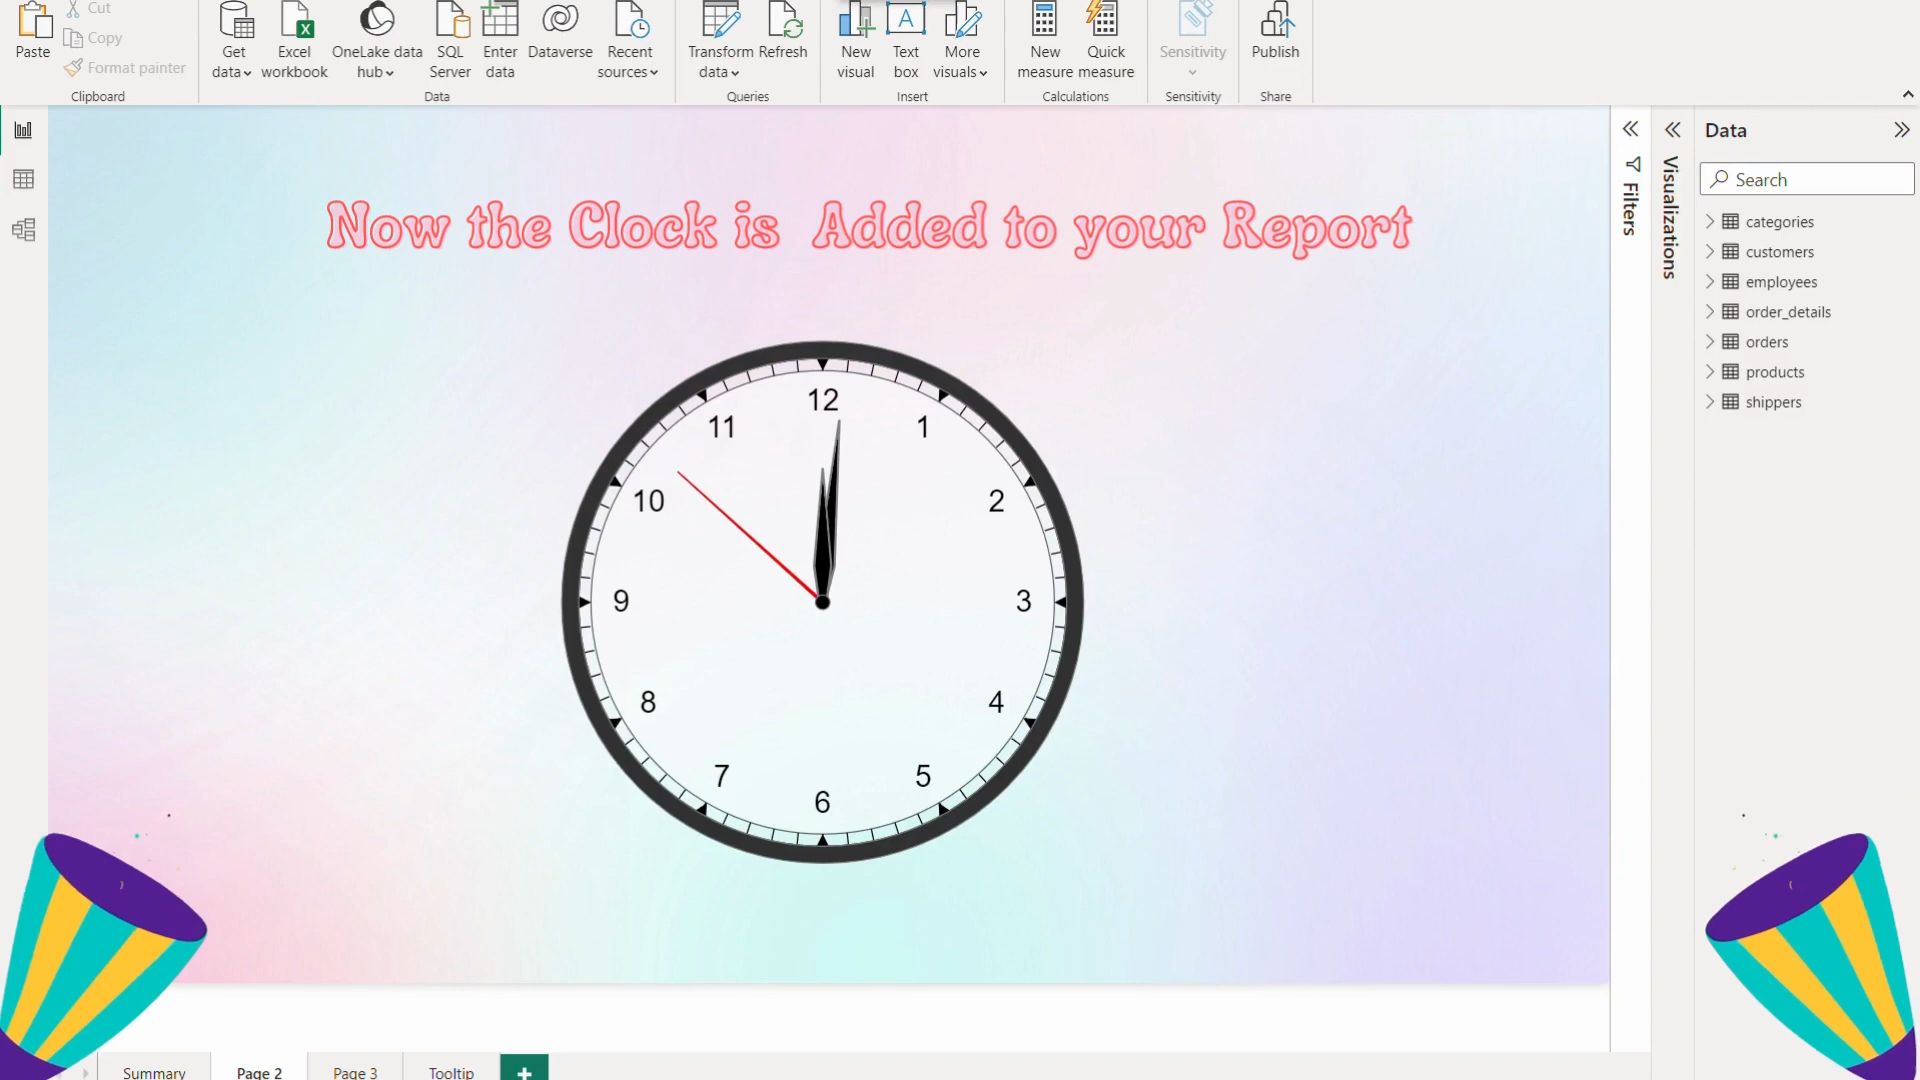 Cut
Paste
Copy
Format painter
Clipboard
Get data
Excel workbook
OneLake data hub
SQL Server
Enter data
Dataverse
Recent sources
Data
Transform data
Refresh
Queries
New visual
A
Text box
More visuals
Insert
New measure
Quick measure
Calculations
Sensitivity
Sensitivity
Publish
Share
Now the Clock is Added to your Report
12
1
2
3
4
5
6
7
8
9
10
11
Filters
Visualizations
Data
Search
categories
customers
employees
order_details
orders
products
shippers
Summary
Page 2
Page 3
Tooltip
+